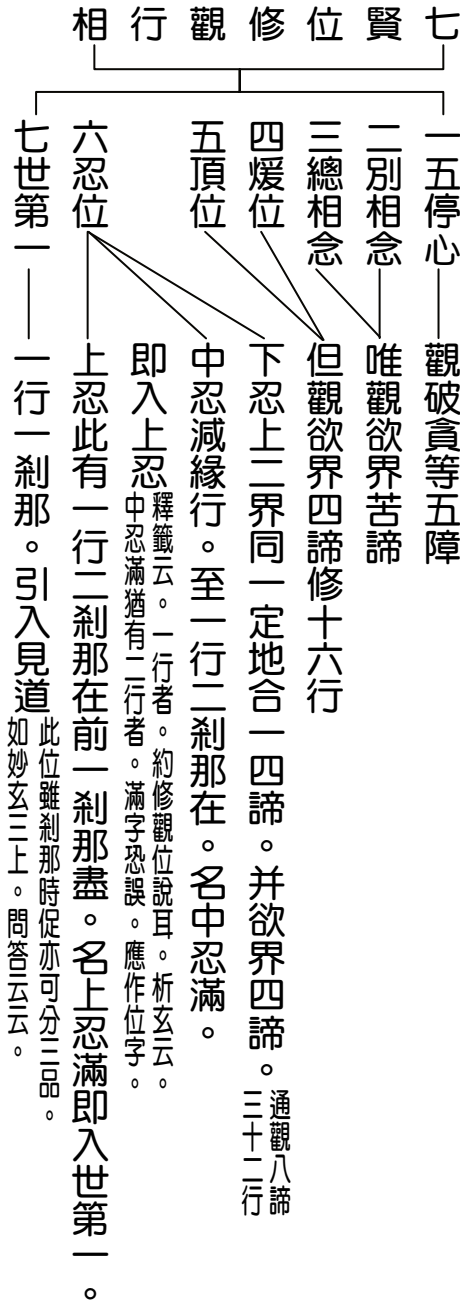 七賢位修觀行相
一五停心
觀破貪等五障
二別相念
唯觀欲界苦諦
三總相念
四煖位
但觀欲界四諦修十六行
五頂位
下忍上二界同一定地合一四諦。并欲界四諦。
通觀八諦
三十二行
中忍減緣行。至一行二剎那在。名中忍滿。
即入上忍
釋籤云。一行者。約修觀位說耳。析玄云。
中忍滿猶有二行者。滿字恐誤。應作位字。
六忍位
上忍此有一行二剎那在前一剎那盡。名上忍滿即入世第一。
七世第一
一行一剎那。引入見道
此位雖剎那時促亦可分三品。
如妙玄三上。問答云云。